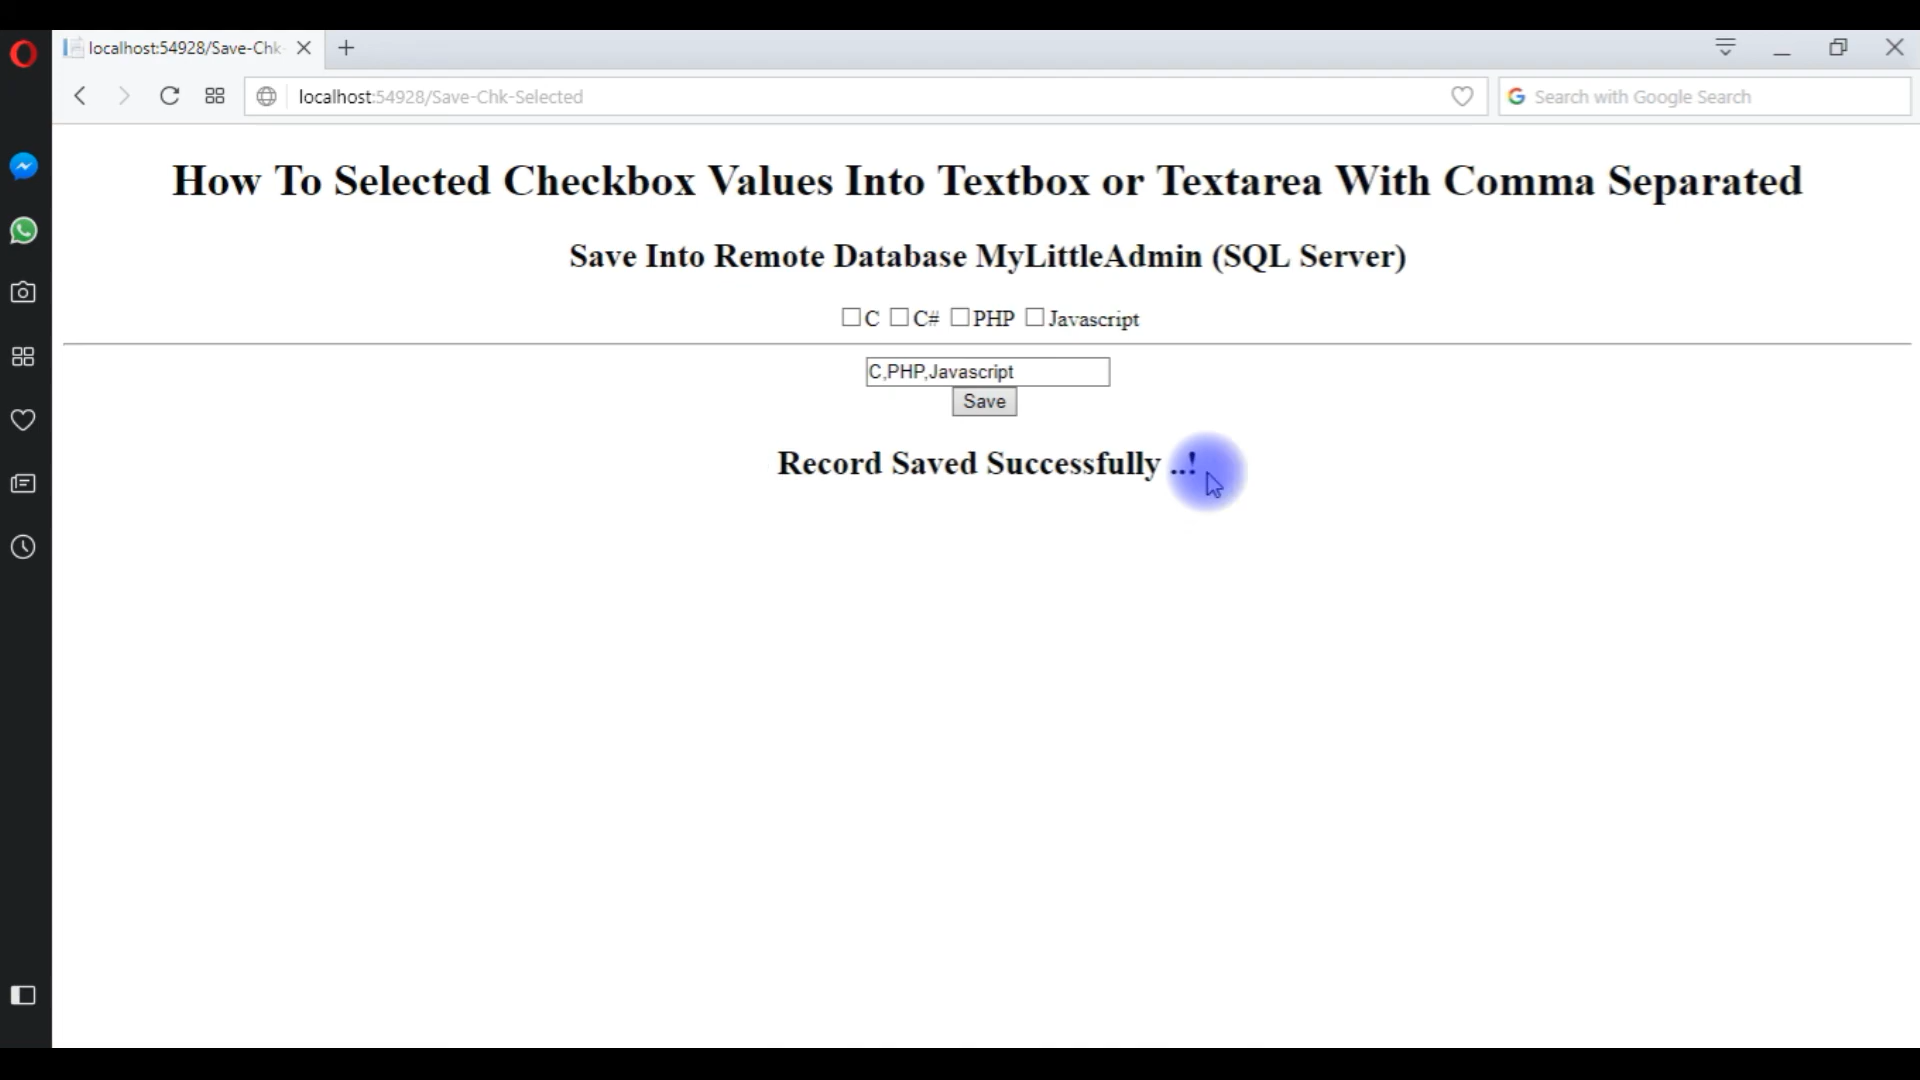 localhost:54928/Save-Chk-
localhost:54928/Save-Chk-Selected
Search with Google Search
How To Selected Checkbox Values Into Textbox or Textarea With Comma Separated
Save Into Remote Database MyLittleAdmin (SQL Server)
C C# PHP Javascript
C,PHP,Javascript
Save
Record Saved Successfully ..!